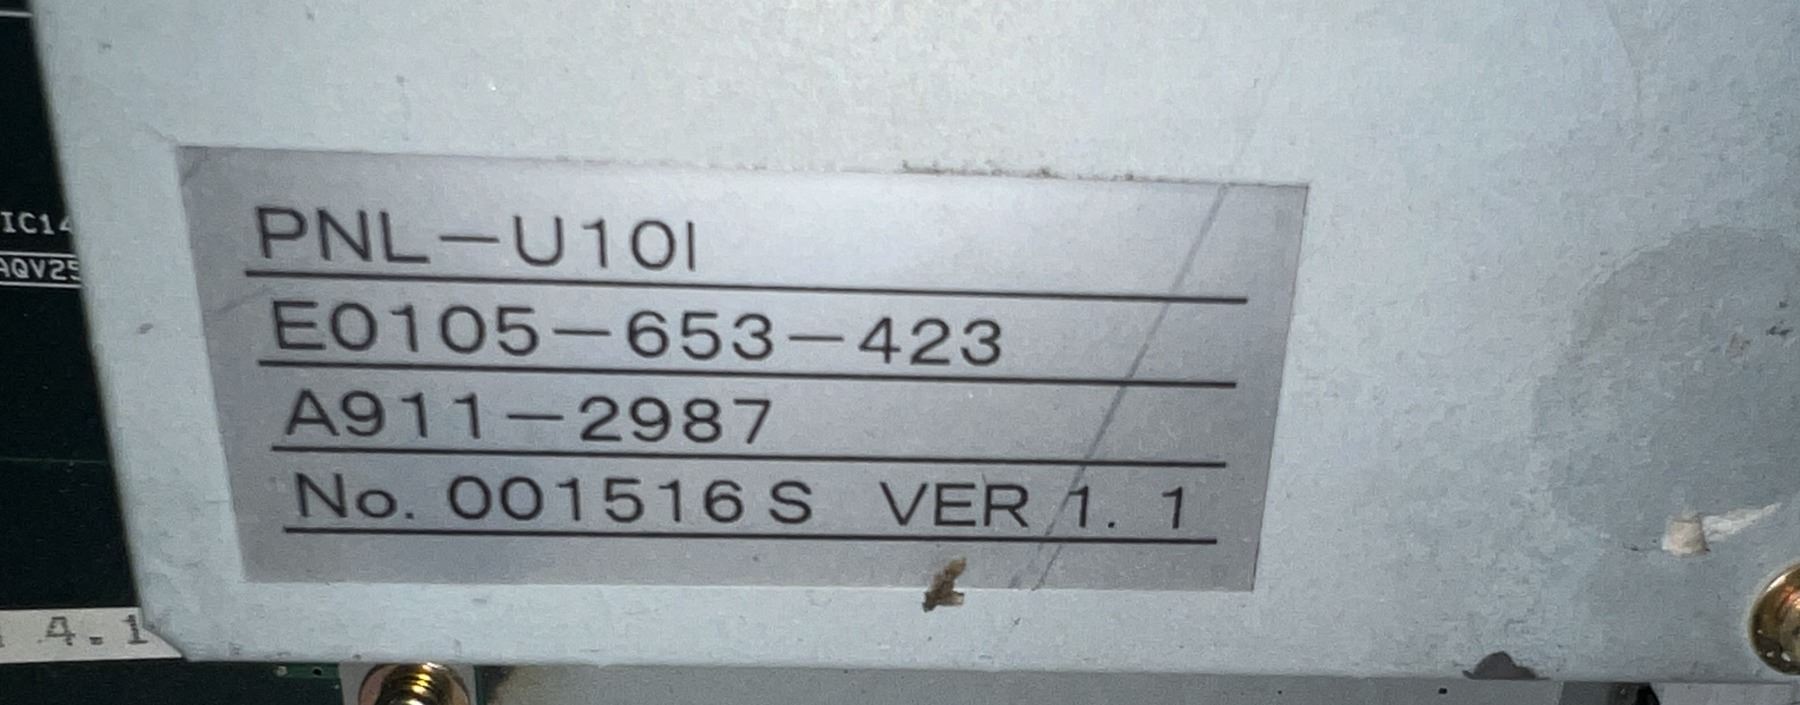 PNL-U10I
E0105-653-423
A911-2987
No. 001516 S VER 1. 1
IC14
AQV25
4.1